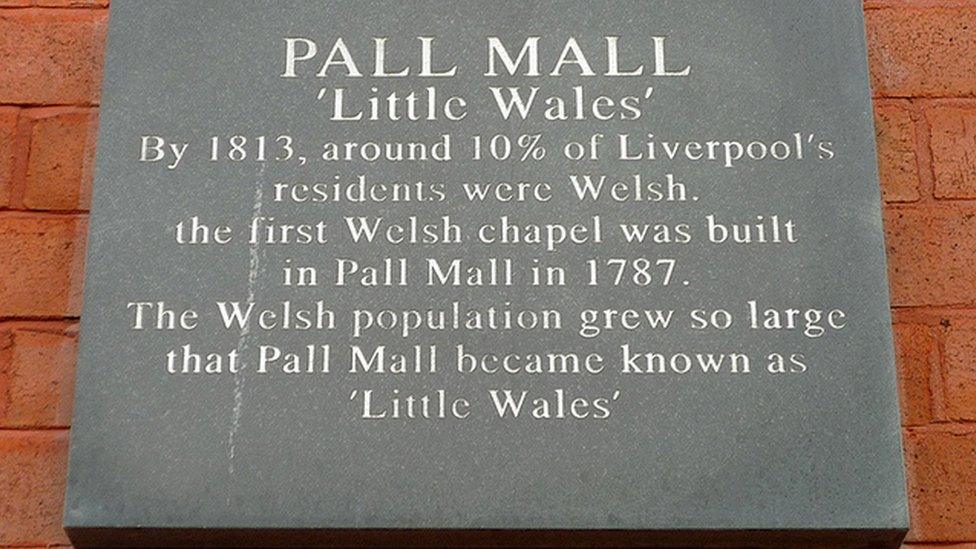 PALL MALL
'Little Wales'
By 1813, around 10% of Liverpool's
residents were Welsh.
the first Welsh chapel was built
in Pall Mall in 1787.
The Welsh population grew so large
that Pall Mall became known as
'Little Wales'